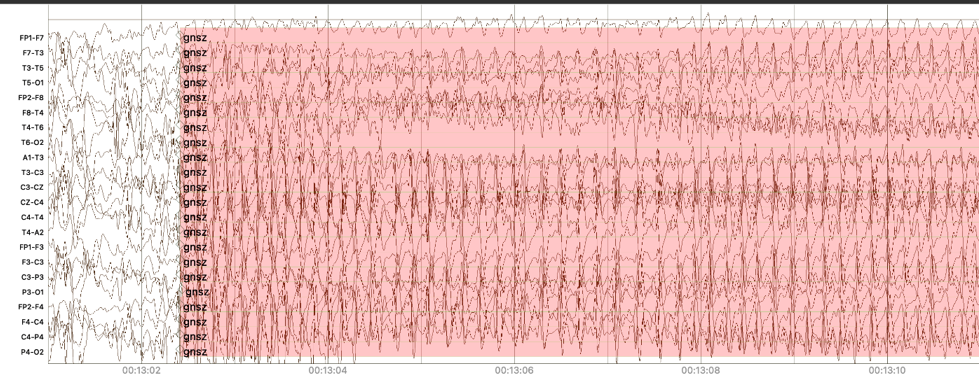 FP1-F7 gnsz
F7-T3 gnsz
T3-T5 gnsz
T5-O1 gnsz
FP2-F8 gnsz
F8-T4 gnsz
T4-T6 gnsz
T6-O2 gnsz
A1-T3 gnsz
T3-C3 gnsz
C3-CZ gnsz
CZ-C4 gnsz
C4-T4 gnsz
T4-A2 gnsz
FP1-F3 gnsz
F3-C3 gnsz
C3-P3 gnsz
P3-O1 gnsz
FP2-F4 gnsz
F4-C4 gnsz
C4-P4 gnsz
P4-O2 gnsz
00:13:02 00:13:04 00:13:06 00:13:08 00:13:10